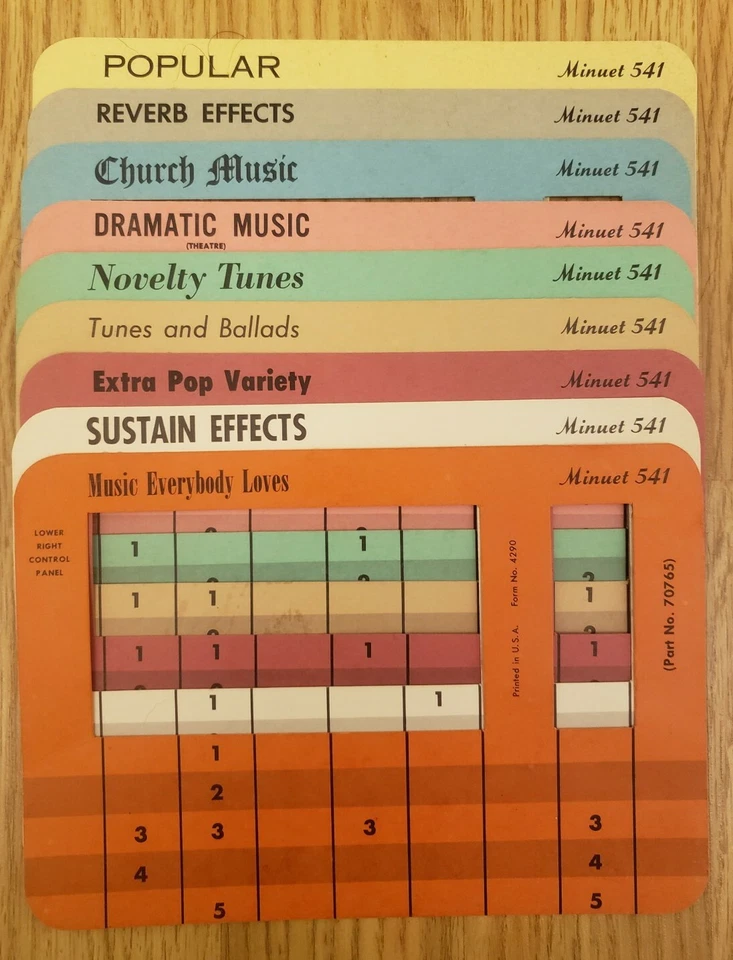 POPULAR Minuet 541
REVERB EFFECTS Minuet 541
Church Music Minuet 541
DRAMATIC MUSIC Minuet 541
(THEATRE)
Novelty Tunes Minuet 541
Tunes and Ballads Minuet 541
Extra Pop Variety Minuet 541
SUSTAIN EFFECTS Minuet 541
Music Everybody Loves Minuet 541
LOWER
RIGHT
CONTROL
PANEL
Printed in U.S.A. Form No. 4290
(Part No. 70765)
1 1
1 1 1
1 1 1 1
1 1
1
2
3 3 3 3
4 4
5 5